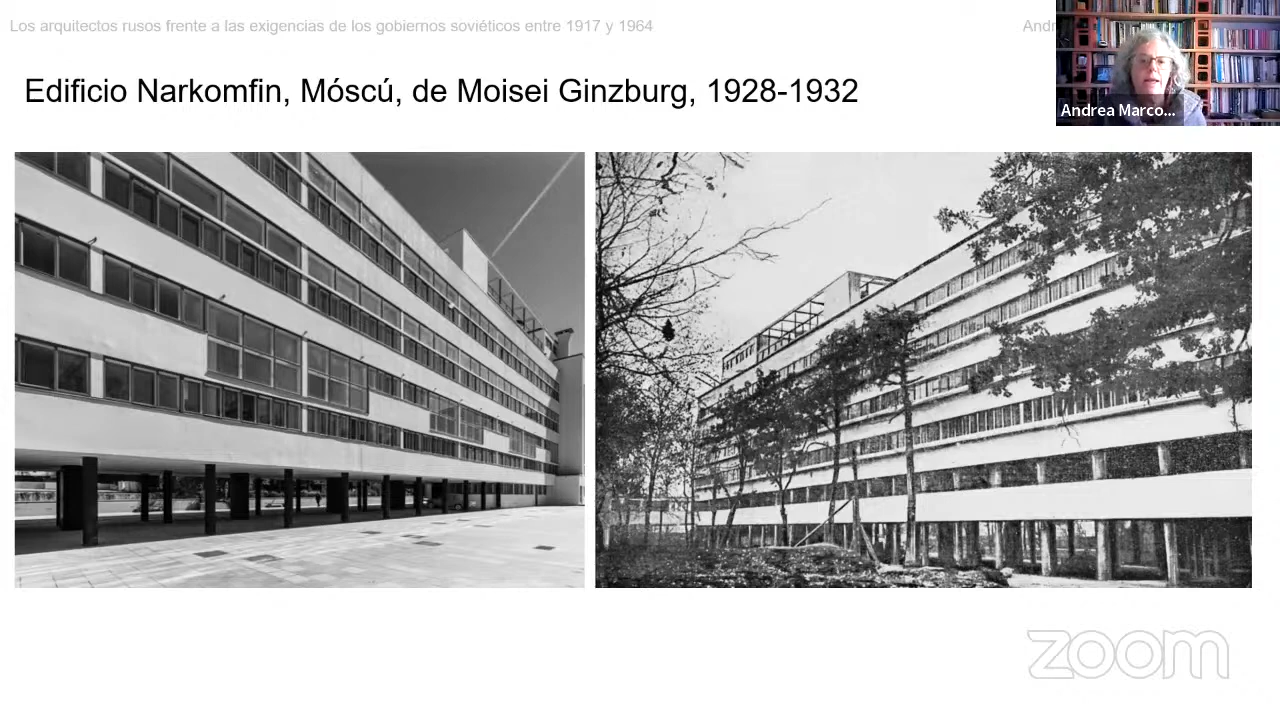 Los arquitectos rusos frente a las exigencias de los gobiernos soviéticos entre 1917 y 1964
Andr
Edificio Narkomfin, Móscú, de Moisei Ginzburg, 1928-1932
Andrea Marco...
zoom